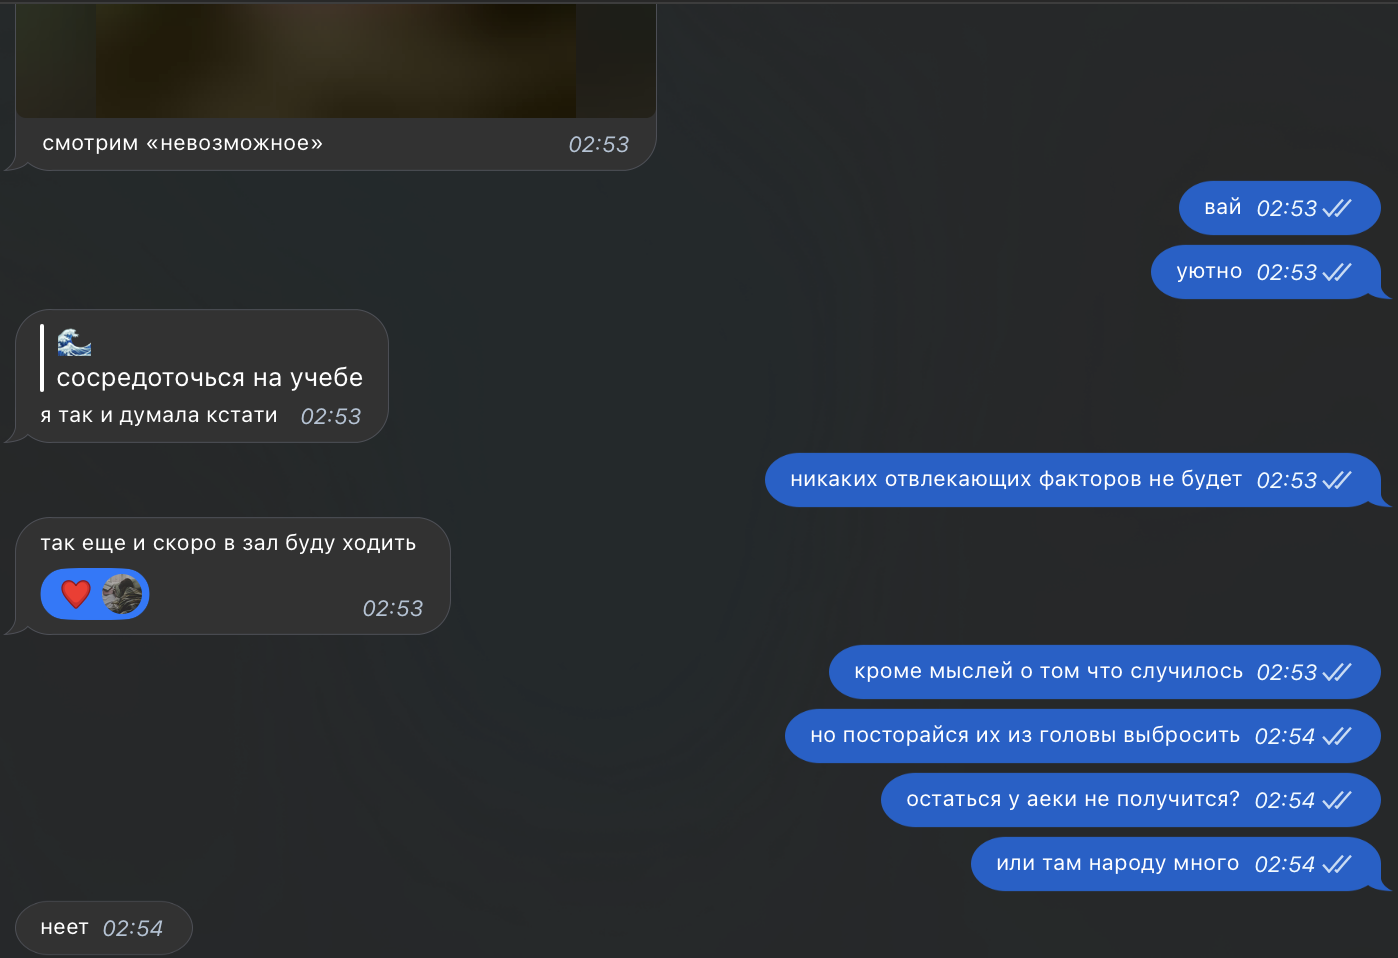 смотрим «невозможное» 02:53
вай 02:53
уютно 02:53
🌊
сосредоточься на учебе
я так и думала кстати 02:53
никаких отвлекающих факторов не будет 02:53
так еще и скоро в зал буду ходить
❤️ 02:53
кроме мыслей о том что случилось 02:53
но посторайся их из головы выбросить 02:54
остаться у аеки не получится? 02:54
или там народу много 02:54
неет 02:54